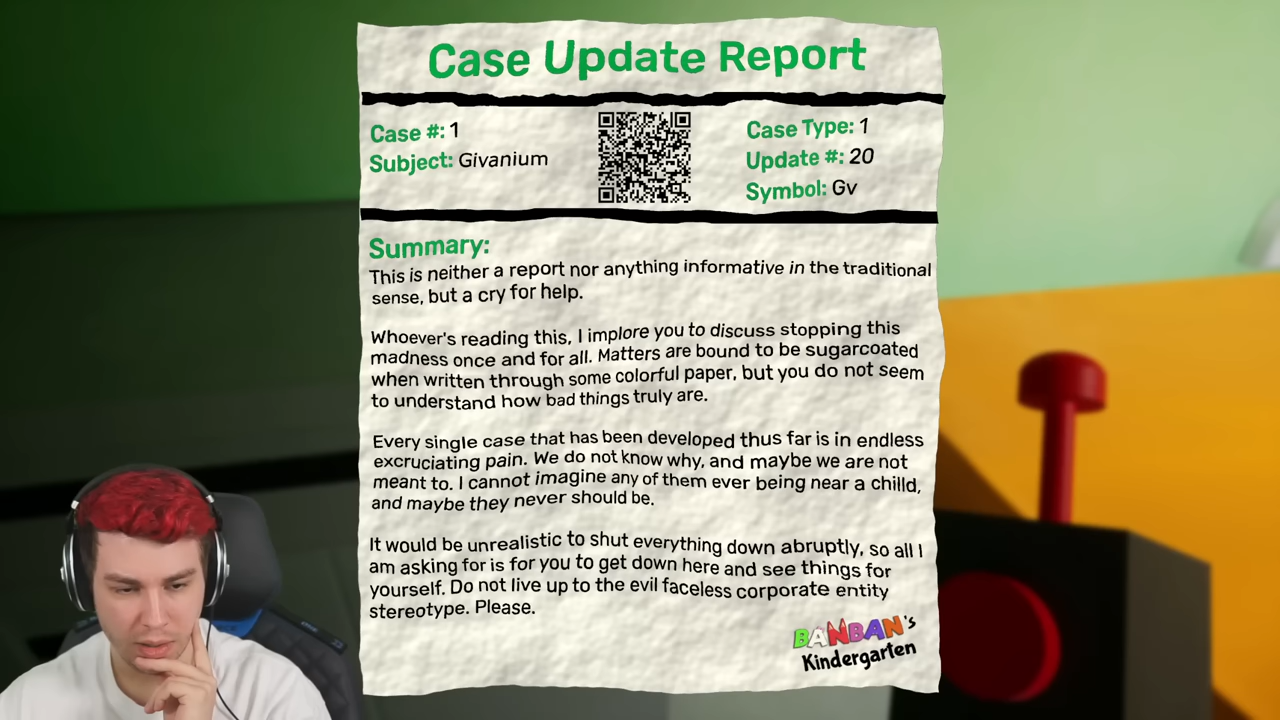 Case Update Report
Case #: 1
Subject: Givanium
Case Type: 1
Update #: 20
Symbol: Gv
Summary:
This is neither a report nor anything informative in the traditional
sense, but a cry for help.
Whoever's reading this, I implore you to discuss stopping this
madness once and for all. Matters are bound to be sugarcoated
when written through some colorful paper, but you do not seem
to understand how bad things truly are.
Every single case that has been developed thus far is in endless
excruciating pain. We do not know why, and maybe we are not
meant to. I cannot imagine any of them ever being near a chilld,
and maybe they never should be.
It would be unrealistic to shut everything down abruptly, so all I
am asking for is for you to get down here and see things for
yourself. Do not live up to the evil faceless corporate entity
stereotype. Please.
BANBAN's
Kindergarten